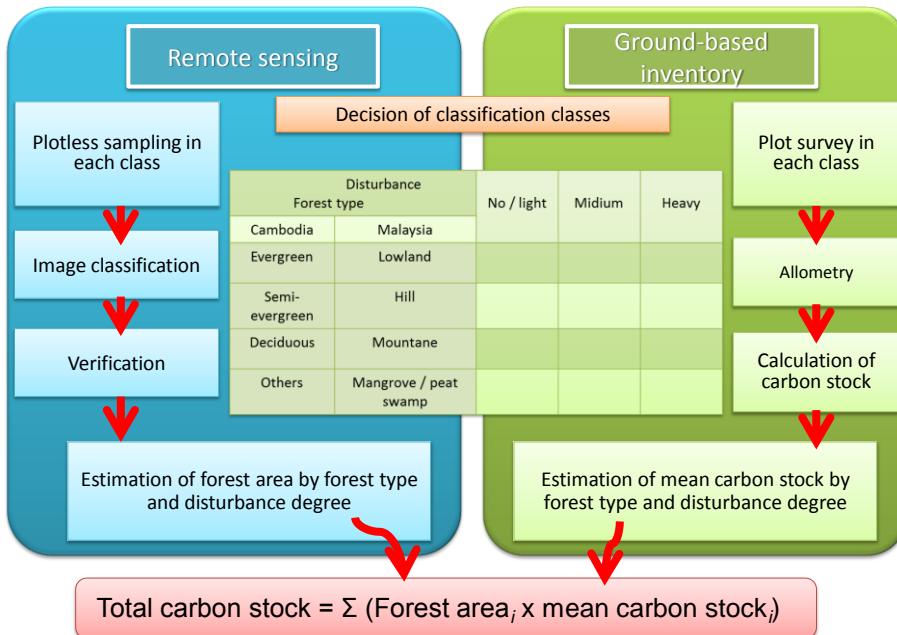 Remote sensing
Ground-based
inventory
Decision of classification classes
Plotless sampling in
each class
Image classification
Verification
Estimation of forest area by forest type
and disturbance degree
Disturbance
Forest type
No / light
Midium
Heavy
Cambodia
Malaysia
Evergreen
Lowland
Semi-
evergreen
Hill
Deciduous
Mountane
Others
Mangrove / peat
swamp
Plot survey in
each class
Allometry
Calculation of
carbon stock
Estimation of mean carbon stock by
forest type and disturbance degree
Total carbon stock = Σ (Forest areaᵢ x mean carbon stockᵢ)